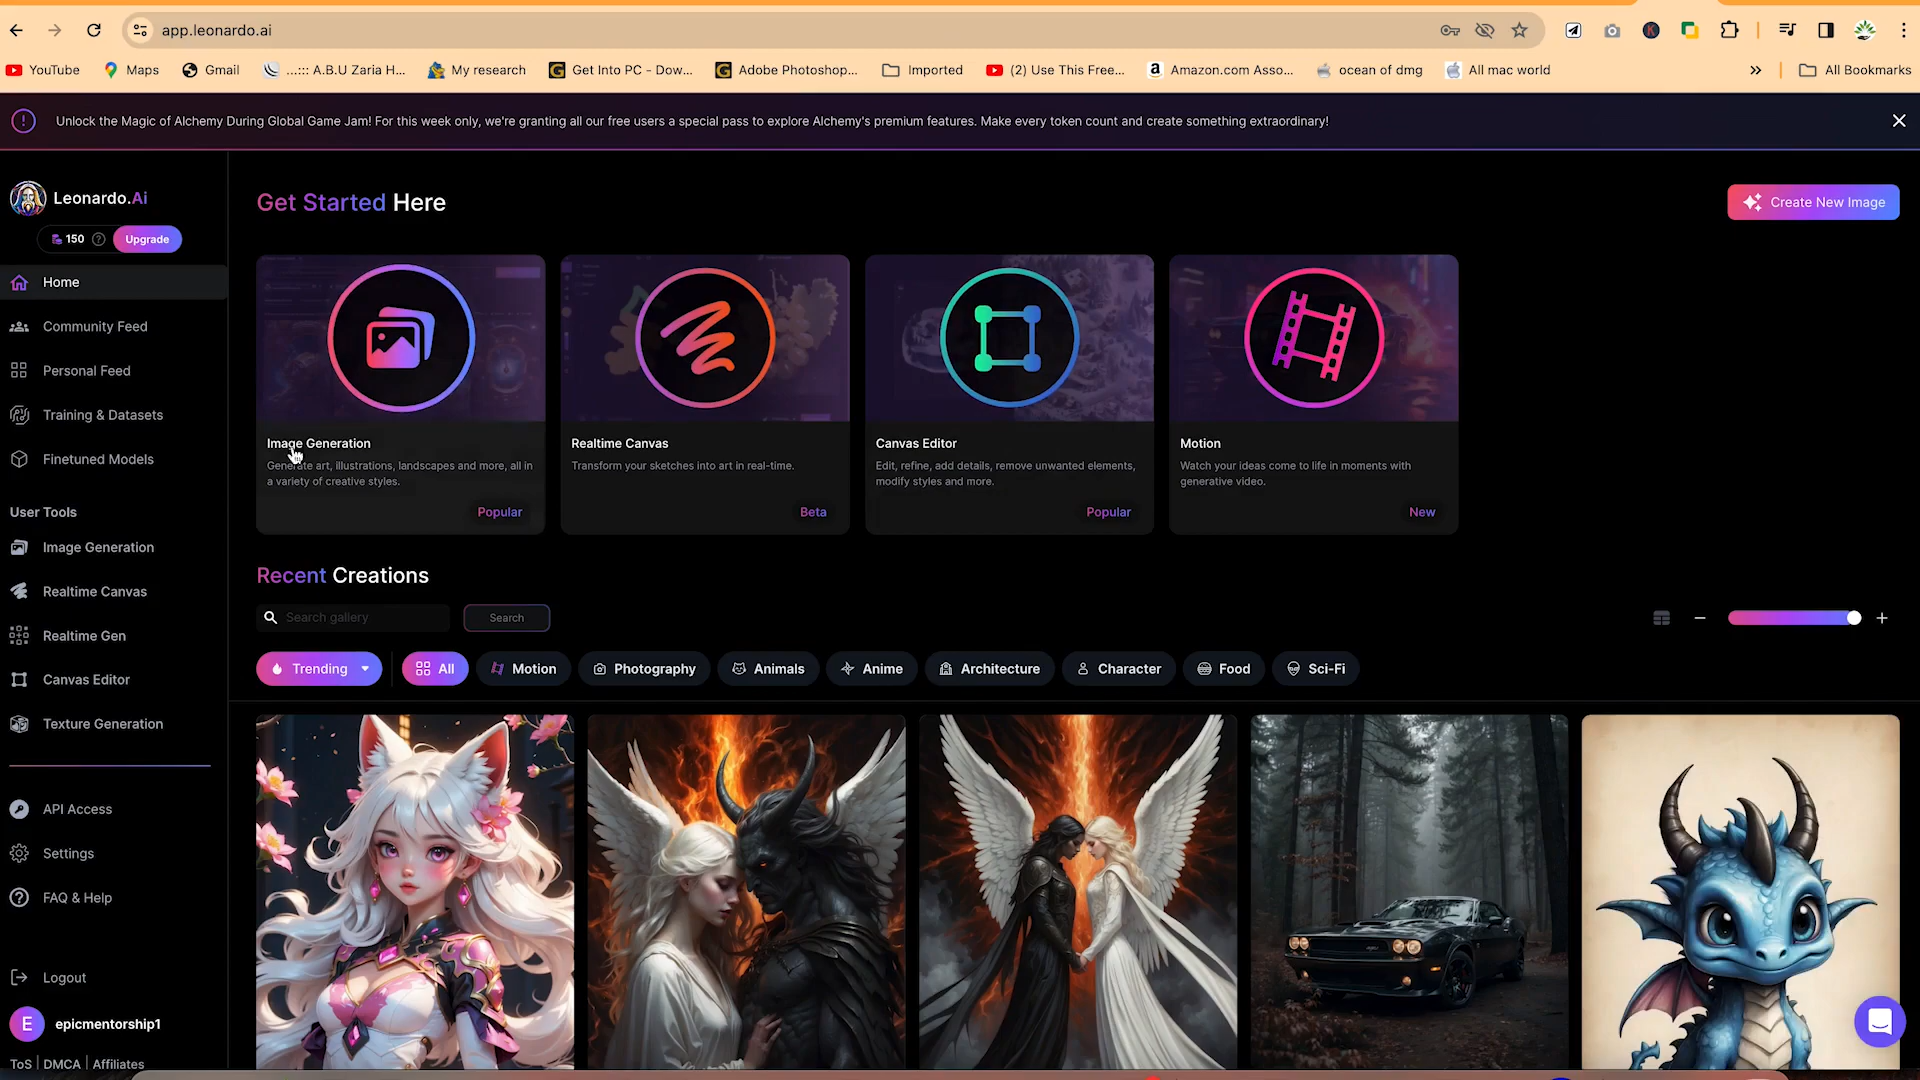 app.leonardo.ai
YouTube
Maps
Gmail
...::: A.B.U Zaria H...
My research
Get Into PC - Dow...
Adobe Photoshop...
Imported
(2) Use This Free...
Amazon.com Asso...
ocean of dmg
All mac world
All Bookmarks
Unlock the Magic of Alchemy During Global Game Jam! For this week only, we're granting all our free users a special pass to explore Alchemy's premium features. Make every token count and create something extraordinary!
Leonardo.Ai
150
Upgrade
Home
Community Feed
Personal Feed
Training & Datasets
Finetuned Models
User Tools
Image Generation
Realtime Canvas
Realtime Gen
Canvas Editor
Texture Generation
API Access
Settings
FAQ & Help
Logout
E
epicmentorship1
ToS | DMCA | Affiliates
Get Started Here
Create New Image
Image Generation
Generate art, illustrations, landscapes and more, all in
a variety of creative styles.
Popular
Realtime Canvas
Transform your sketches into art in real-time.
Beta
Canvas Editor
Edit, refine, add details, remove unwanted elements,
modify styles and more.
Popular
Motion
Watch your ideas come to life in moments with
generative video.
New
Recent Creations
Search gallery
Search
Trending
All
Motion
Photography
Animals
Anime
Architecture
Character
Food
Sci-Fi